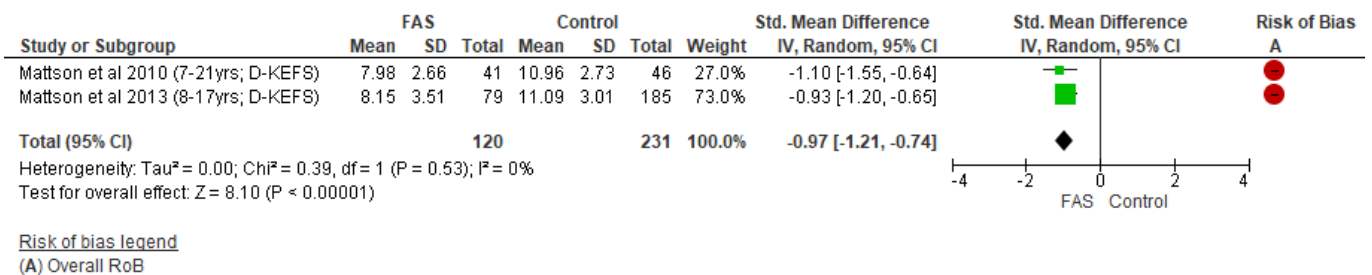 FAS Control Std. Mean Difference Std. Mean Difference Risk of Bias
Study or Subgroup Mean SD Total Mean SD Total Weight IV, Random, 95% CI IV, Random, 95% CI A
Mattson et al 2010 (7-21yrs; D-KEFS) 7.98 2.66 41 10.96 2.73 46 27.0% -1.10 [-1.55, -0.64]
Mattson et al 2013 (8-17yrs; D-KEFS) 8.15 3.51 79 11.09 3.01 185 73.0% -0.93 [-1.20, -0.65]
Total (95% CI) 120 231 100.0% -0.97 [-1.21, -0.74]
Heterogeneity: Tau² = 0.00; Chi² = 0.39, df = 1 (P = 0.53); I² = 0%
Test for overall effect: Z = 8.10 (P < 0.00001)
-4 -2 0 2 4
FAS Control
Risk of bias legend
(A) Overall RoB